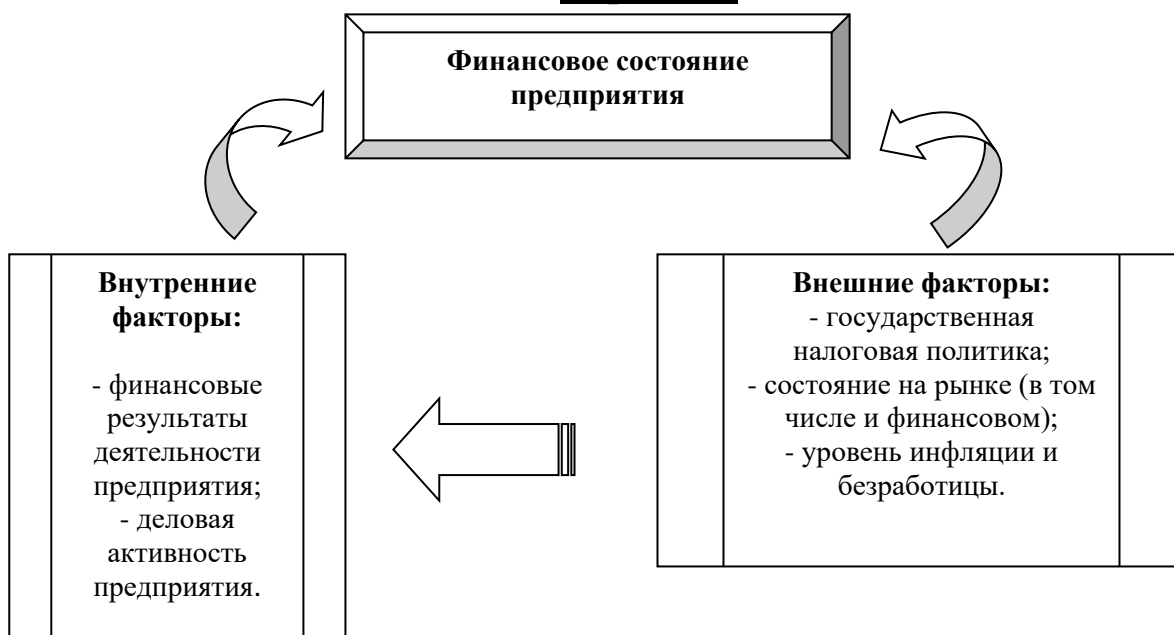 Финансовое состояние
предприятия
Внутренние
факторы:
- финансовые
результаты
деятельности
предприятия;
- деловая
активность
предприятия.
Внешние факторы:
- государственная
налоговая политика;
- состояние на рынке (в том
числе и финансовом);
- уровень инфляции и
безработицы.